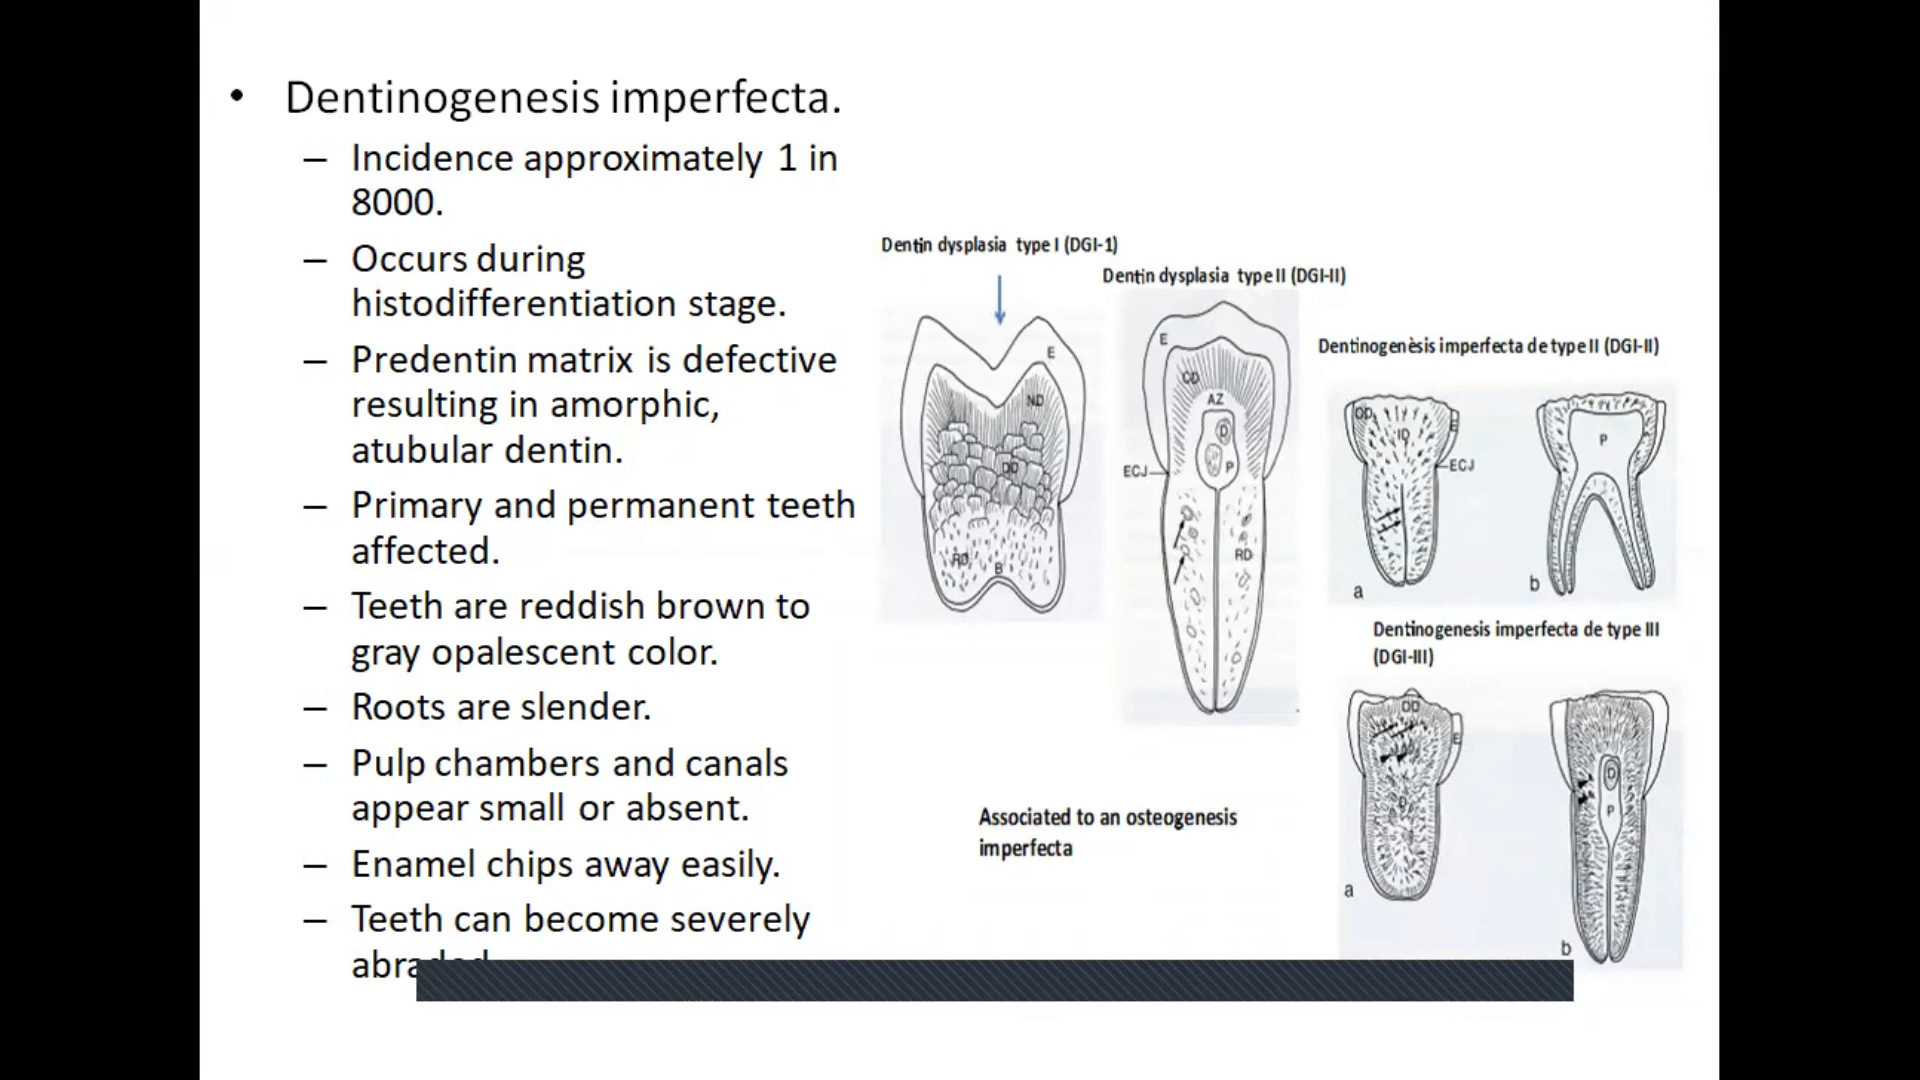 • Dentinogenesis imperfecta.
– Incidence approximately 1 in
8000.
– Occurs during
histodifferentiation stage.
– Predentin matrix is defective
resulting in amorphic,
atubular dentin.
– Primary and permanent teeth
affected.
– Teeth are reddish brown to
gray opalescent color.
– Roots are slender.
– Pulp chambers and canals
appear small or absent.
– Enamel chips away easily.
– Teeth can become severely
Dentin dysplasia type I (DGI-1)
E
ND
DD
RD
B
Dentin dysplasia type II (DGI-II)
E
CD
AZ
D
P
ECJ
RD
Associated to an osteogenesis
imperfecta
Dentinogenèsis imperfecta de type II (DGI-II)
OD
ID
E
ECJ
a
P
b
Dentinogenesis imperfecta de type III
(DGI-III)
OD
E
D
a
D
P
b